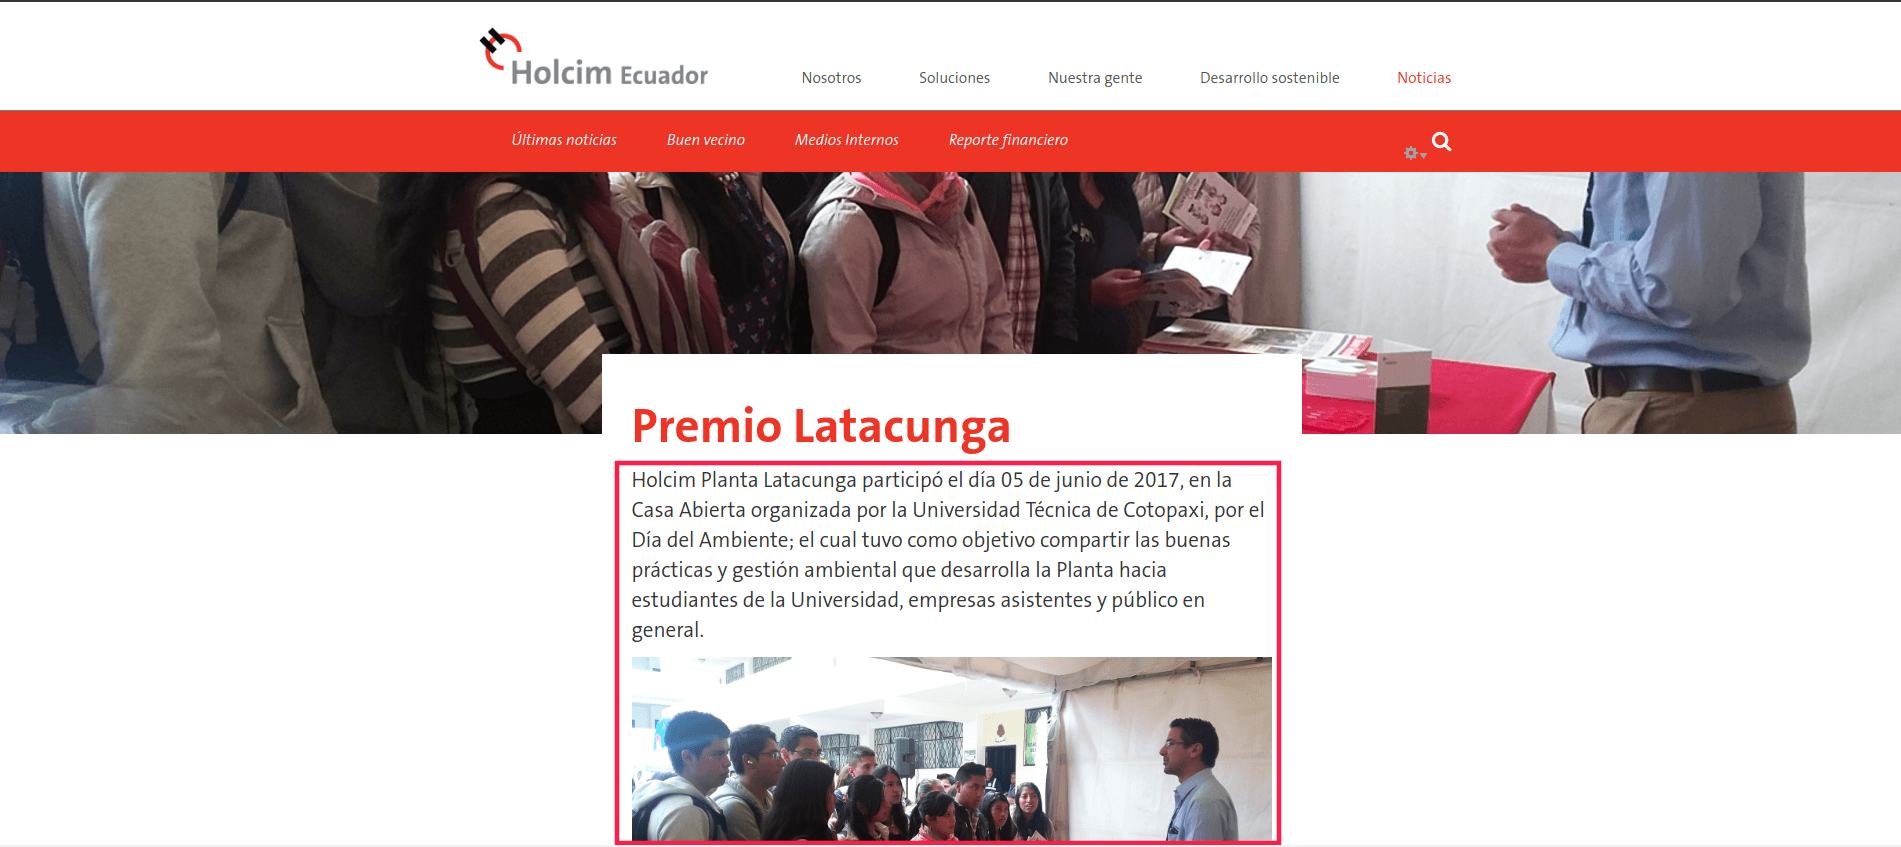 Holcim Ecuador
Nosotros
Soluciones
Nuestra gente
Desarrollo sostenible
Noticias
Últimas noticias
Buen vecino
Medios Internos
Reporte financiero
Premio Latacunga
Holcim Planta Latacunga participó el día 05 de junio de 2017, en la
Casa Abierta organizada por la Universidad Técnica de Cotopaxi, por el
Día del Ambiente; el cual tuvo como objetivo compartir las buenas
prácticas y gestión ambiental que desarrolla la Planta hacia
estudiantes de la Universidad, empresas asistentes y público en
general.